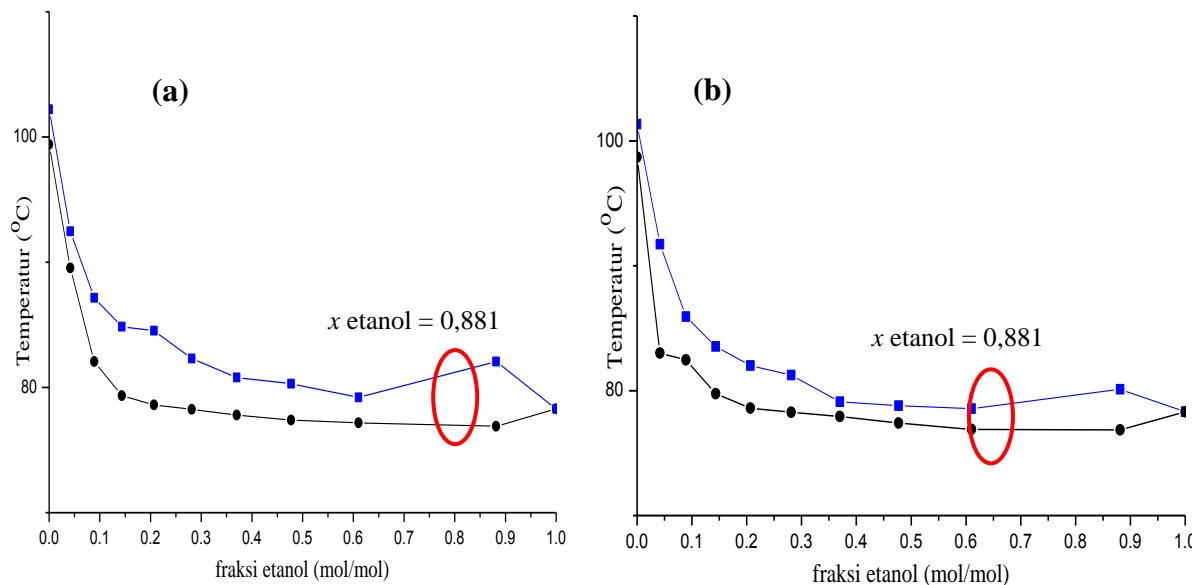 (a)
Temperatur (°C)
100
80
x etanol = 0,881
0.0 0.1 0.2 0.3 0.4 0.5 0.6 0.7 0.8 0.9 1.0
fraksi etanol (mol/mol)
(b)
Temperatur (°C)
100
80
x etanol = 0,881
0.0 0.1 0.2 0.3 0.4 0.5 0.6 0.7 0.8 0.9 1.0
fraksi etanol (mol/mol)